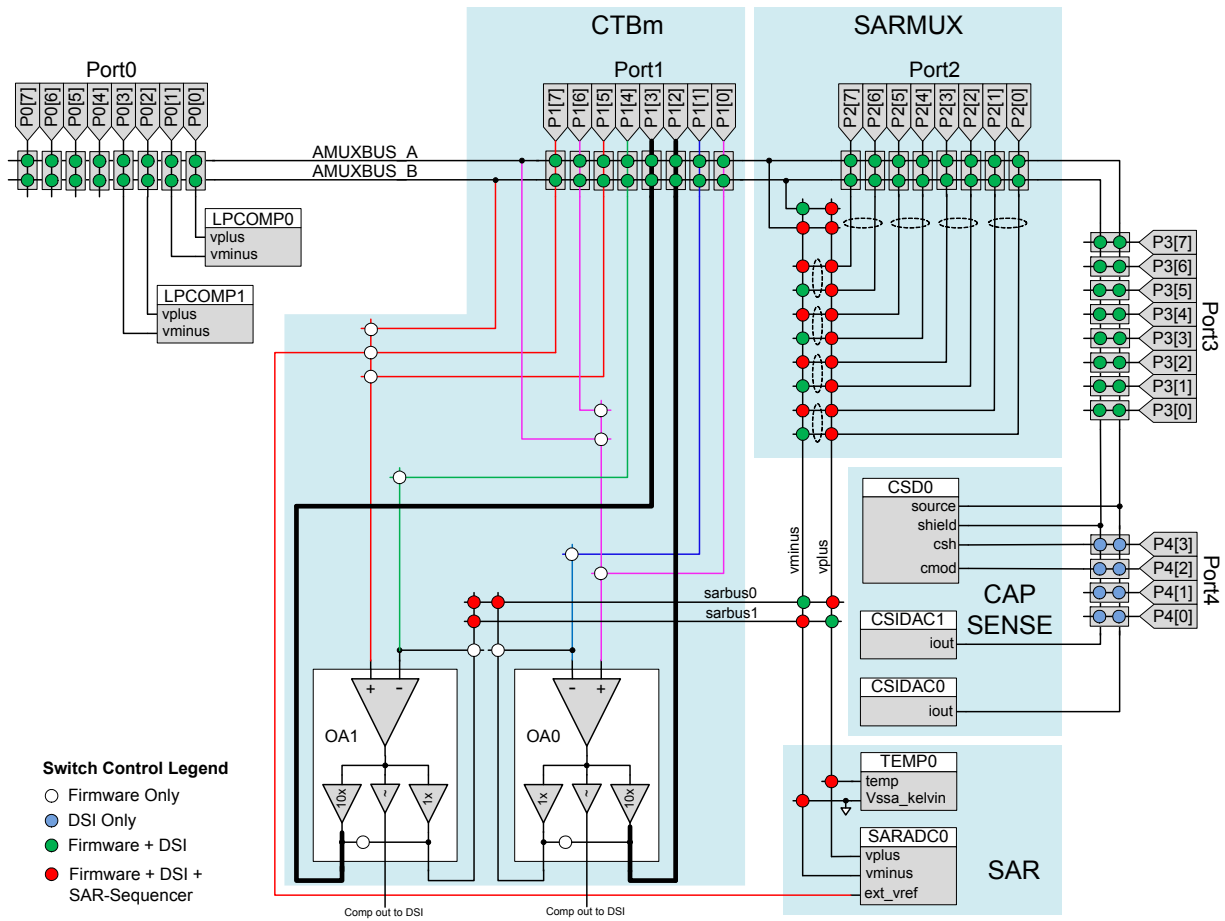 CTBm
SARMUX
Port0
Port1
Port2
P0[7]
P0[6]
P0[5]
P0[4]
P0[3]
P0[2]
P0[1]
P0[0]
P1[7]
P1[6]
P1[5]
P1[4]
P1[3]
P1[2]
P1[1]
P1[0]
P2[7]
P2[6]
P2[5]
P2[4]
P2[3]
P2[2]
P2[1]
P2[0]
AMUXBUS_A
AMUXBUS_B
LPCOMP0
vplus
vminus
LPCOMP1
vplus
vminus
P3[7]
P3[6]
P3[5]
P3[4]
P3[3]
P3[2]
P3[1]
P3[0]
Port3
CSD0
source
shield
csh
cmod
P4[3]
P4[2]
P4[1]
P4[0]
Port4
CAP
SENSE
vminus
vplus
sarbus0
sarbus1
CSIDAC1
iout
CSIDAC0
iout
+
-
OA1
10x
~
1x
-
+
OA0
1x
~
10x
TEMP0
temp
Vssa_kelvin
SARADC0
vplus
vminus
ext_vref
SAR
Switch Control Legend
Firmware Only
DSI Only
Firmware + DSI
Firmware + DSI +
SAR-Sequencer
Comp out to DSI
Comp out to DSI